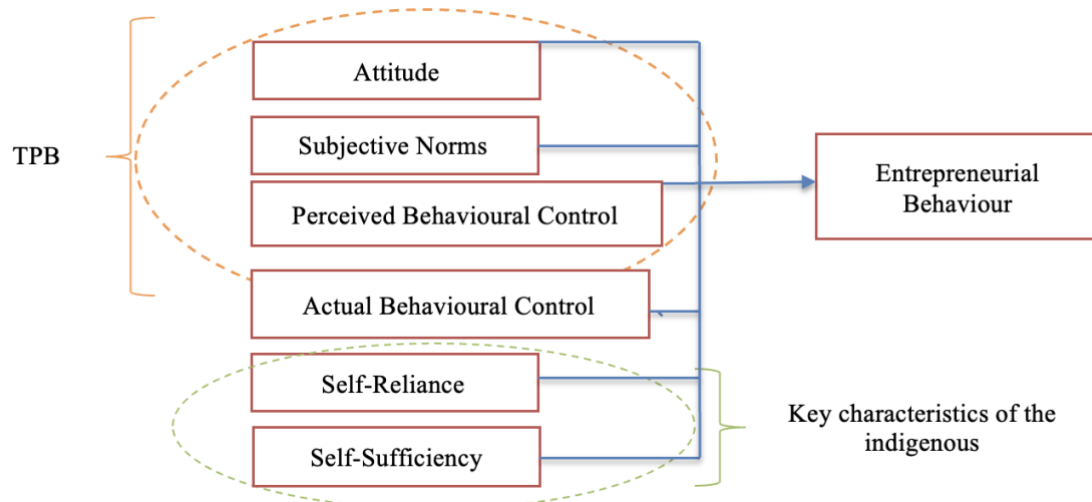 Attitude
Subjective Norms
TPB
Perceived Behavioural Control
Entrepreneurial
Behaviour
Actual Behavioural Control
Self-Reliance
Self-Sufficiency
Key characteristics of the
indigenous